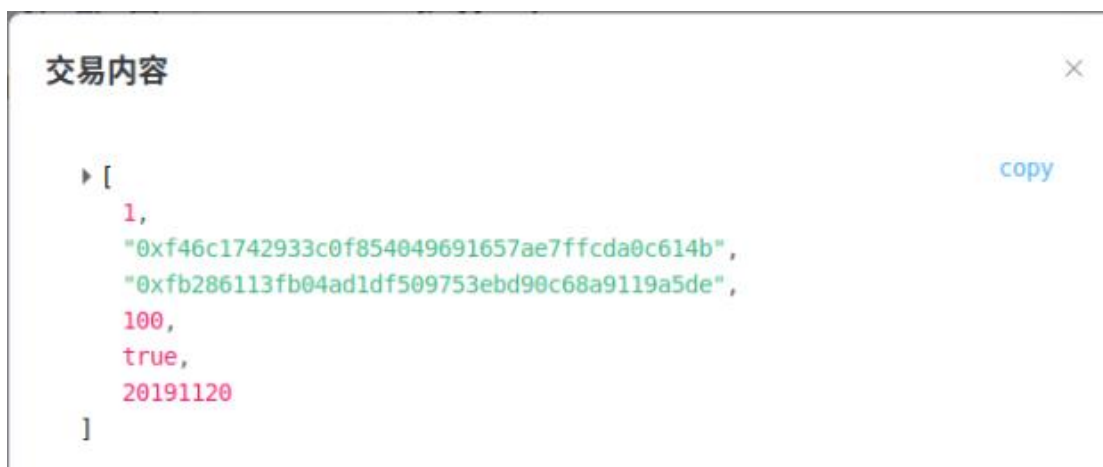 交易内容
copy
[
1,
"0xf46c1742933c0f854049691657ae7ffcda0c614b",
"0xfb286113fb04ad1df509753ebd90c68a9119a5de",
100,
true,
20191120
]